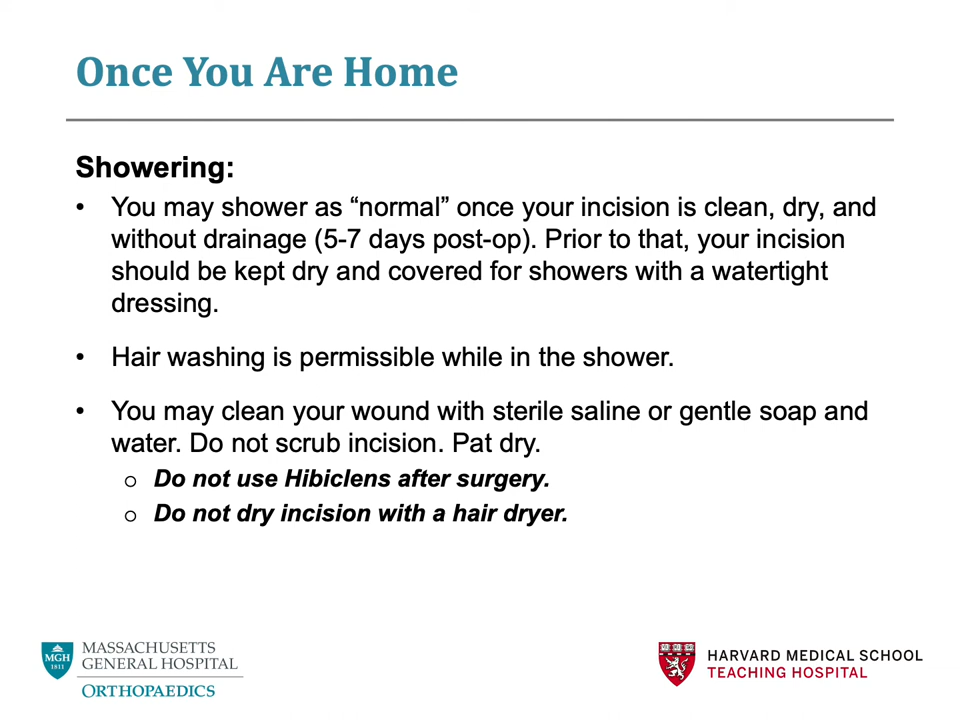 Once You Are Home
Showering:
• You may shower as “normal” once your incision is clean, dry, and
without drainage (5-7 days post-op). Prior to that, your incision
should be kept dry and covered for showers with a watertight
dressing.
• Hair washing is permissible while in the shower.
• You may clean your wound with sterile saline or gentle soap and
water. Do not scrub incision. Pat dry.
o Do not use Hibiclens after surgery.
o Do not dry incision with a hair dryer.
MGH
1811
MASSACHUSETTS
GENERAL HOSPITAL
ORTHOPAEDICS
HARVARD MEDICAL SCHOOL
TEACHING HOSPITAL